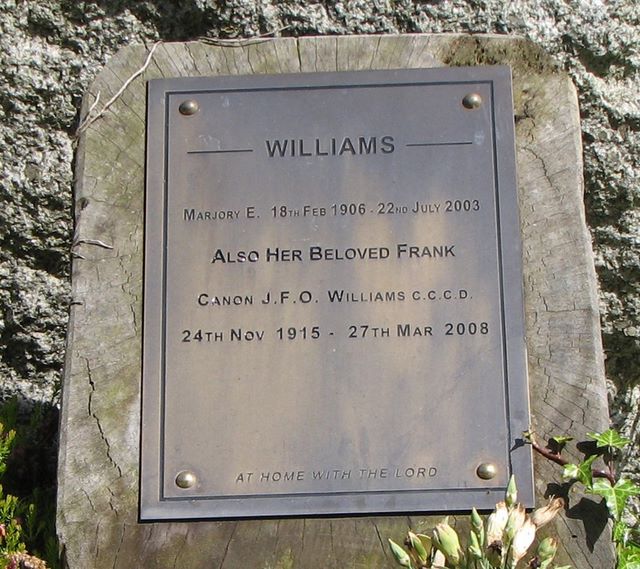 WILLIAMS
MARJORY E. 18TH FEB 1906 - 22ND JULY 2003
ALSO HER BELOVED FRANK
CANON J.F.O. WILLIAMS C.C.C.D.
24TH NOV 1915 - 27TH MAR 2008
AT HOME WITH THE LORD